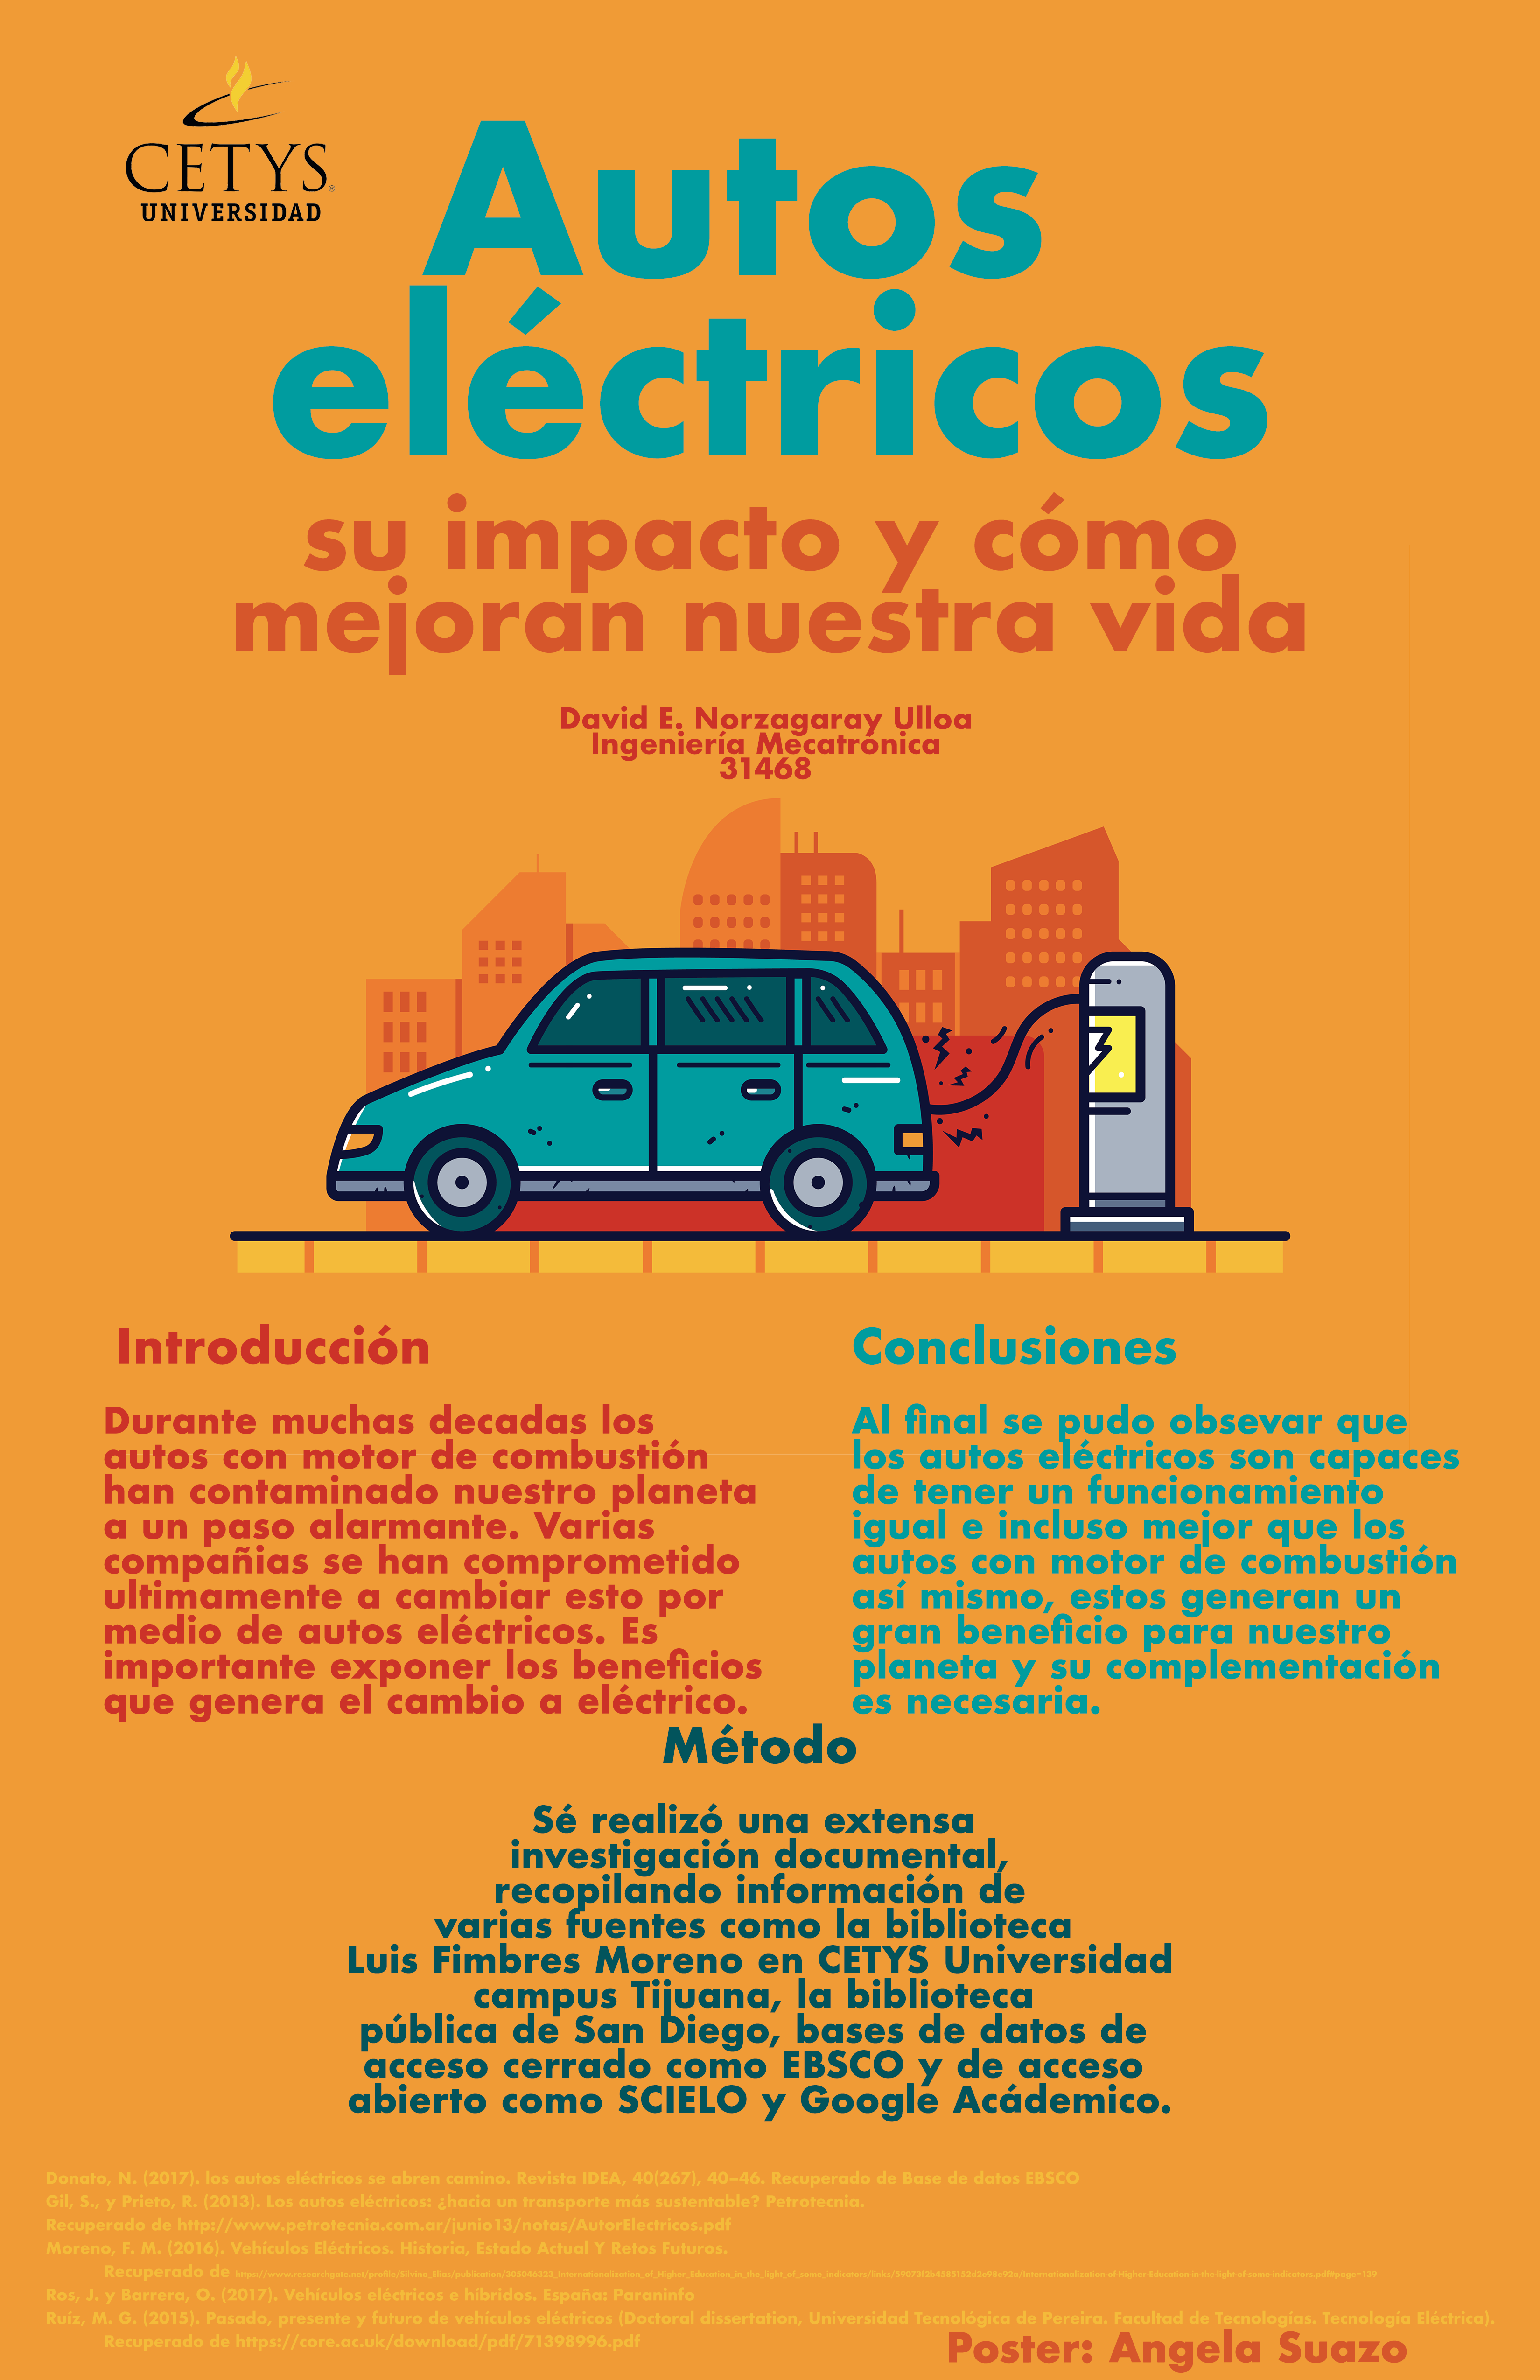 CETYS
UNIVERSIDAD
Autos
eléctricos
su impacto y cómo
mejoran nuestra vida
David E. Norzagaray Ulloa
Ingeniería Mecatrónica
31468
Introducción
Durante muchas decadas los
autos con motor de combustión
han contaminado nuestro planeta
a un paso alarmante. Varias
compañias se han comprometido
ultimamente a cambiar esto por
medio de autos eléctricos. Es
importante exponer los beneficios
que genera el cambio a eléctrico.
Conclusiones
Al final se pudo obsevar que
los autos eléctricos son capaces
de tener un funcionamiento
igual e incluso mejor que los
autos con motor de combustión
así mismo, estos generan un
gran beneficio para nuestro
planeta y su complementación
es necesaria.
Método
Sé realizó una extensa
investigación documental,
recopilando información de
varias fuentes como la biblioteca
Luis Fimbres Moreno en CETYS Universidad
campus Tijuana, la biblioteca
pública de San Diego, bases de datos de
acceso cerrado como EBSCO y de acceso
abierto como SCIELO y Google Acádemico.
Donato, N. (2017). los autos eléctricos se abren camino. Revista IDEA, 40(267), 40–46. Recuperado de Base de datos EBSCO
Gil, S., y Prieto, R. (2013). Los autos eléctricos: ¿hacia un transporte más sustentable? Petrotecnia.
Recuperado de http://www.petrotecnia.com.ar/junio13/notas/AutorElectricos.pdf
Moreno, F. M. (2016). Vehículos Eléctricos. Historia, Estado Actual Y Retos Futuros.
Recuperado de
Ros, J. y Barrera, O. (2017). Vehículos eléctricos e híbridos. España: Paraninfo
Ruiz, M. G. (2015). Pasado, presente y futuro de vehículos eléctricos (Doctoral dissertation, Universidad Tecnológica de Pereira. Facultad de Tecnologías. Tecnología Eléctrica).
Recuperado de https://core.ac.uk/download/pdf/71398996.pdf
Poster: Angela Suazo